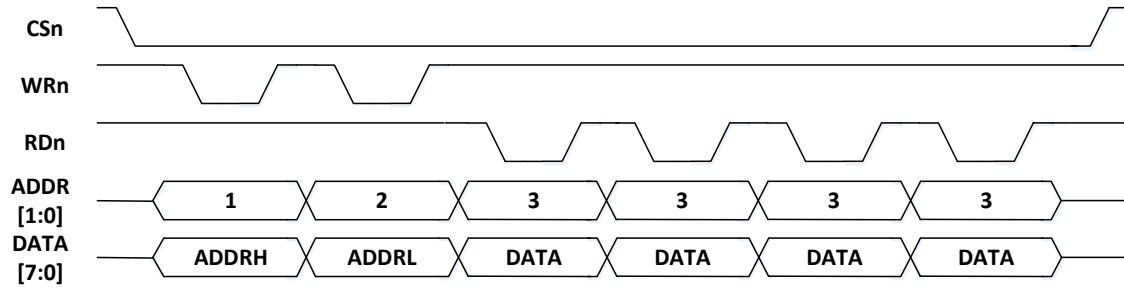 CSn
WRn
RDn
ADDR
[1:0]
1 2 3 3 3 3
DATA
[7:0]
ADDRH ADDRL DATA DATA DATA DATA